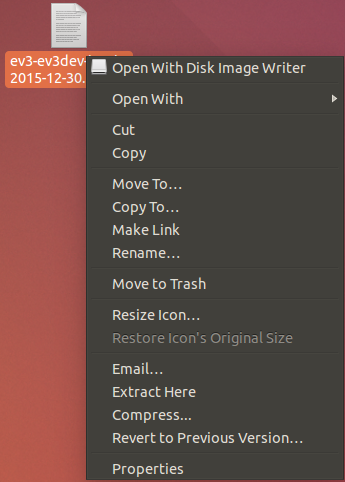 ev3-ev3dev-
2015-12-30.
Open With Disk Image Writer
Open With
Cut
Copy
Move To...
Copy To...
Make Link
Rename...
Move to Trash
Resize Icon...
Restore Icon's Original Size
Email...
Extract Here
Compress...
Revert to Previous Version...
Properties